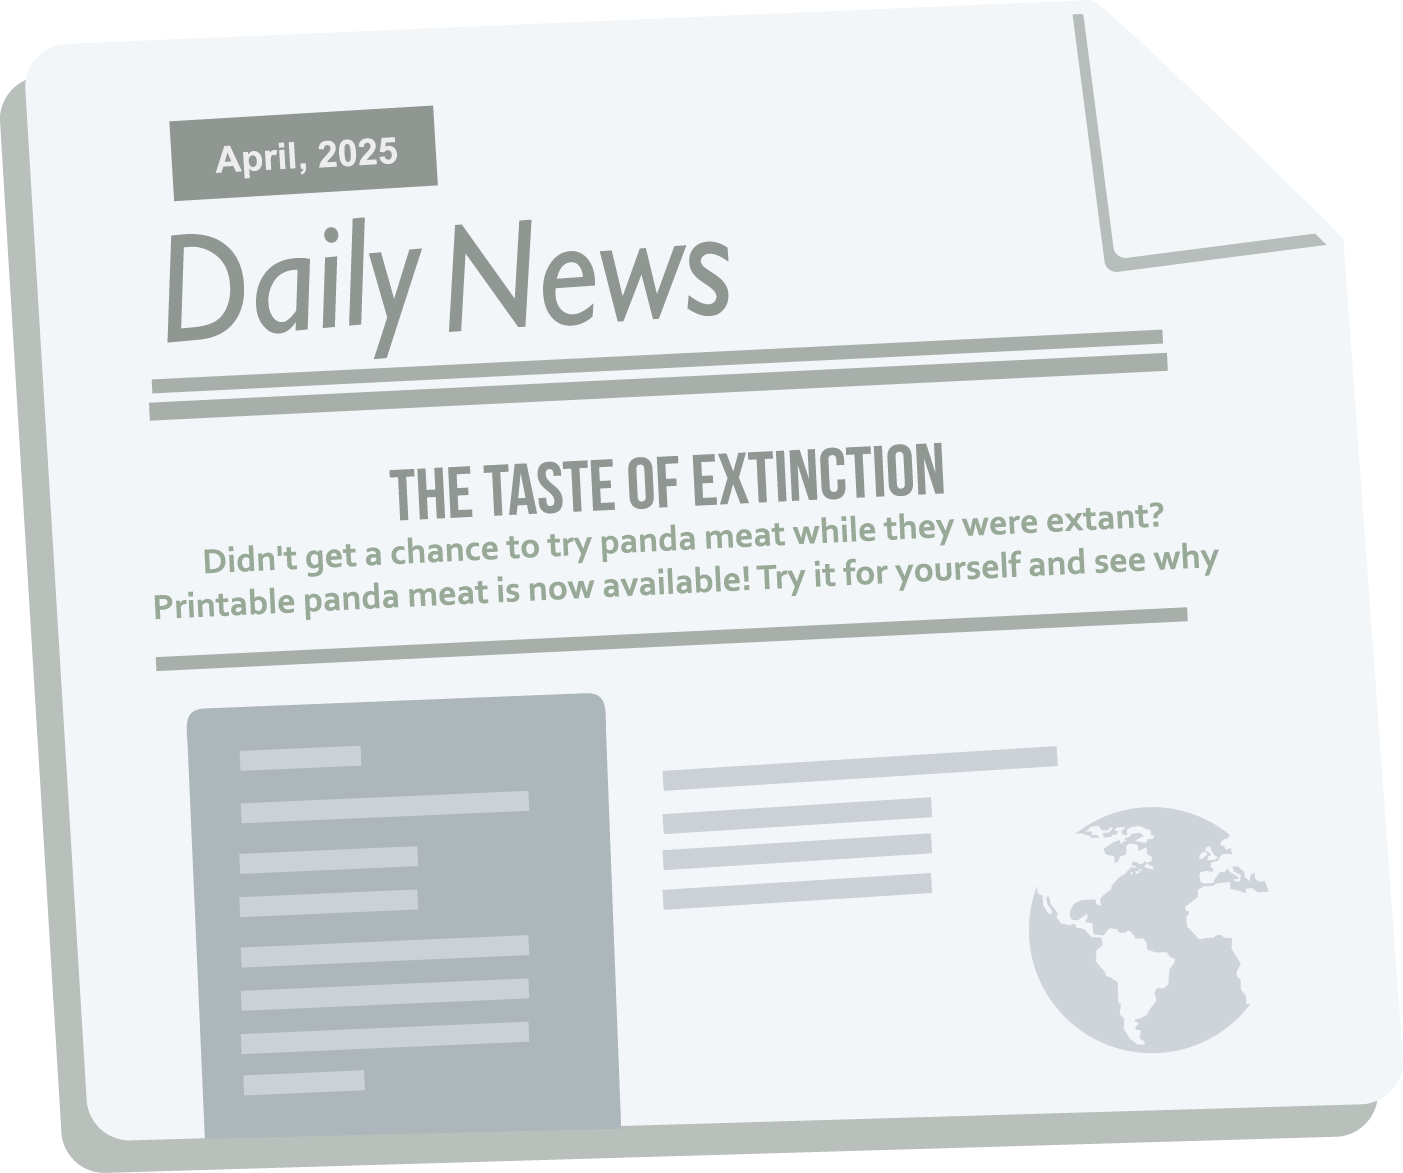 April, 2025
Daily News
THE TASTE OF EXTINCTION
Didn't get a chance to try panda meat while they were extant?
Printable panda meat is now available! Try it for yourself and see why